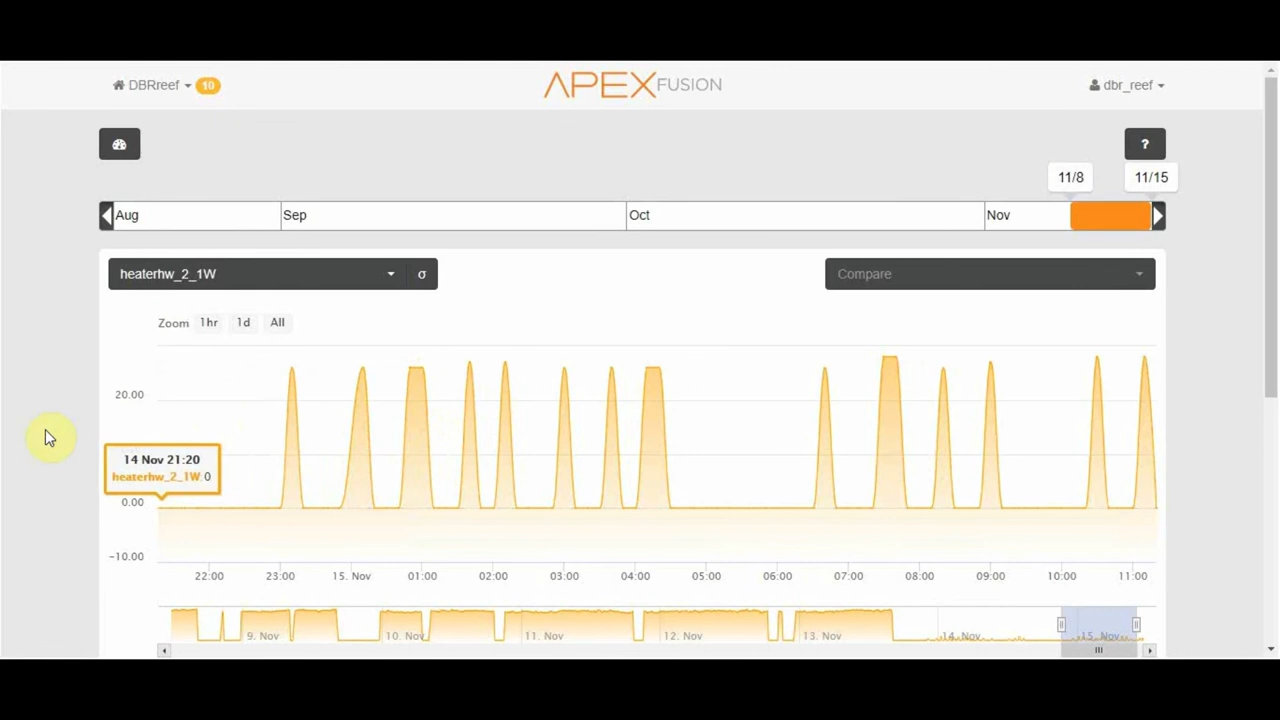 DBRreef 10 APEX FUSION dbr_reef
?
11/8 11/15
Aug Sep Oct Nov
heaterhw_2_1W σ Compare
Zoom 1hr 1d All
20.00
14 Nov 21:20
heaterhw_2_1W: 0
0.00
-10.00
22:00 23:00 15. Nov 01:00 02:00 03:00 04:00 05:00 06:00 07:00 08:00 09:00 10:00 11:00
9. Nov 10. Nov 11. Nov 12. Nov 13. Nov 14. Nov 15. Nov